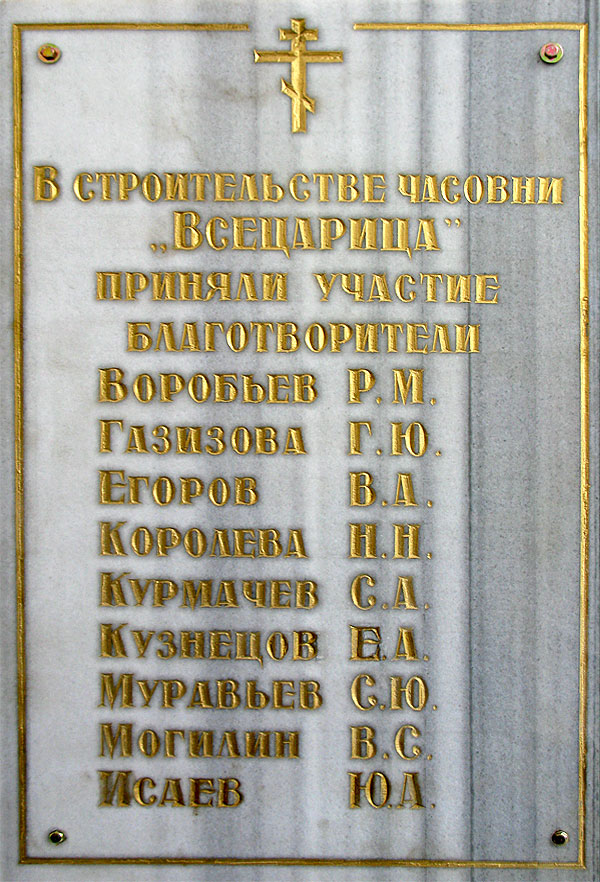 В СТРОИТЕЛЬСТВЕ ЧАСОВНИ
„ВСЕЦАРИЦА"
ПРИНЯЛИ УЧАСТИЕ
БЛАГОТВОРИТЕЛИ
ВОРОБЬЕВ Р.М.
ГАЗИЗОВА Г.Ю.
ЕГОРОВ В.А.
КОРОЛЕВА Н.Н.
КУРМАЧЕВ С.А.
КУЗНЕЦОВ Е.А.
МУРАВЬЕВ С.Ю.
МОГИЛИН В.С.
ИСАЕВ Ю.А.